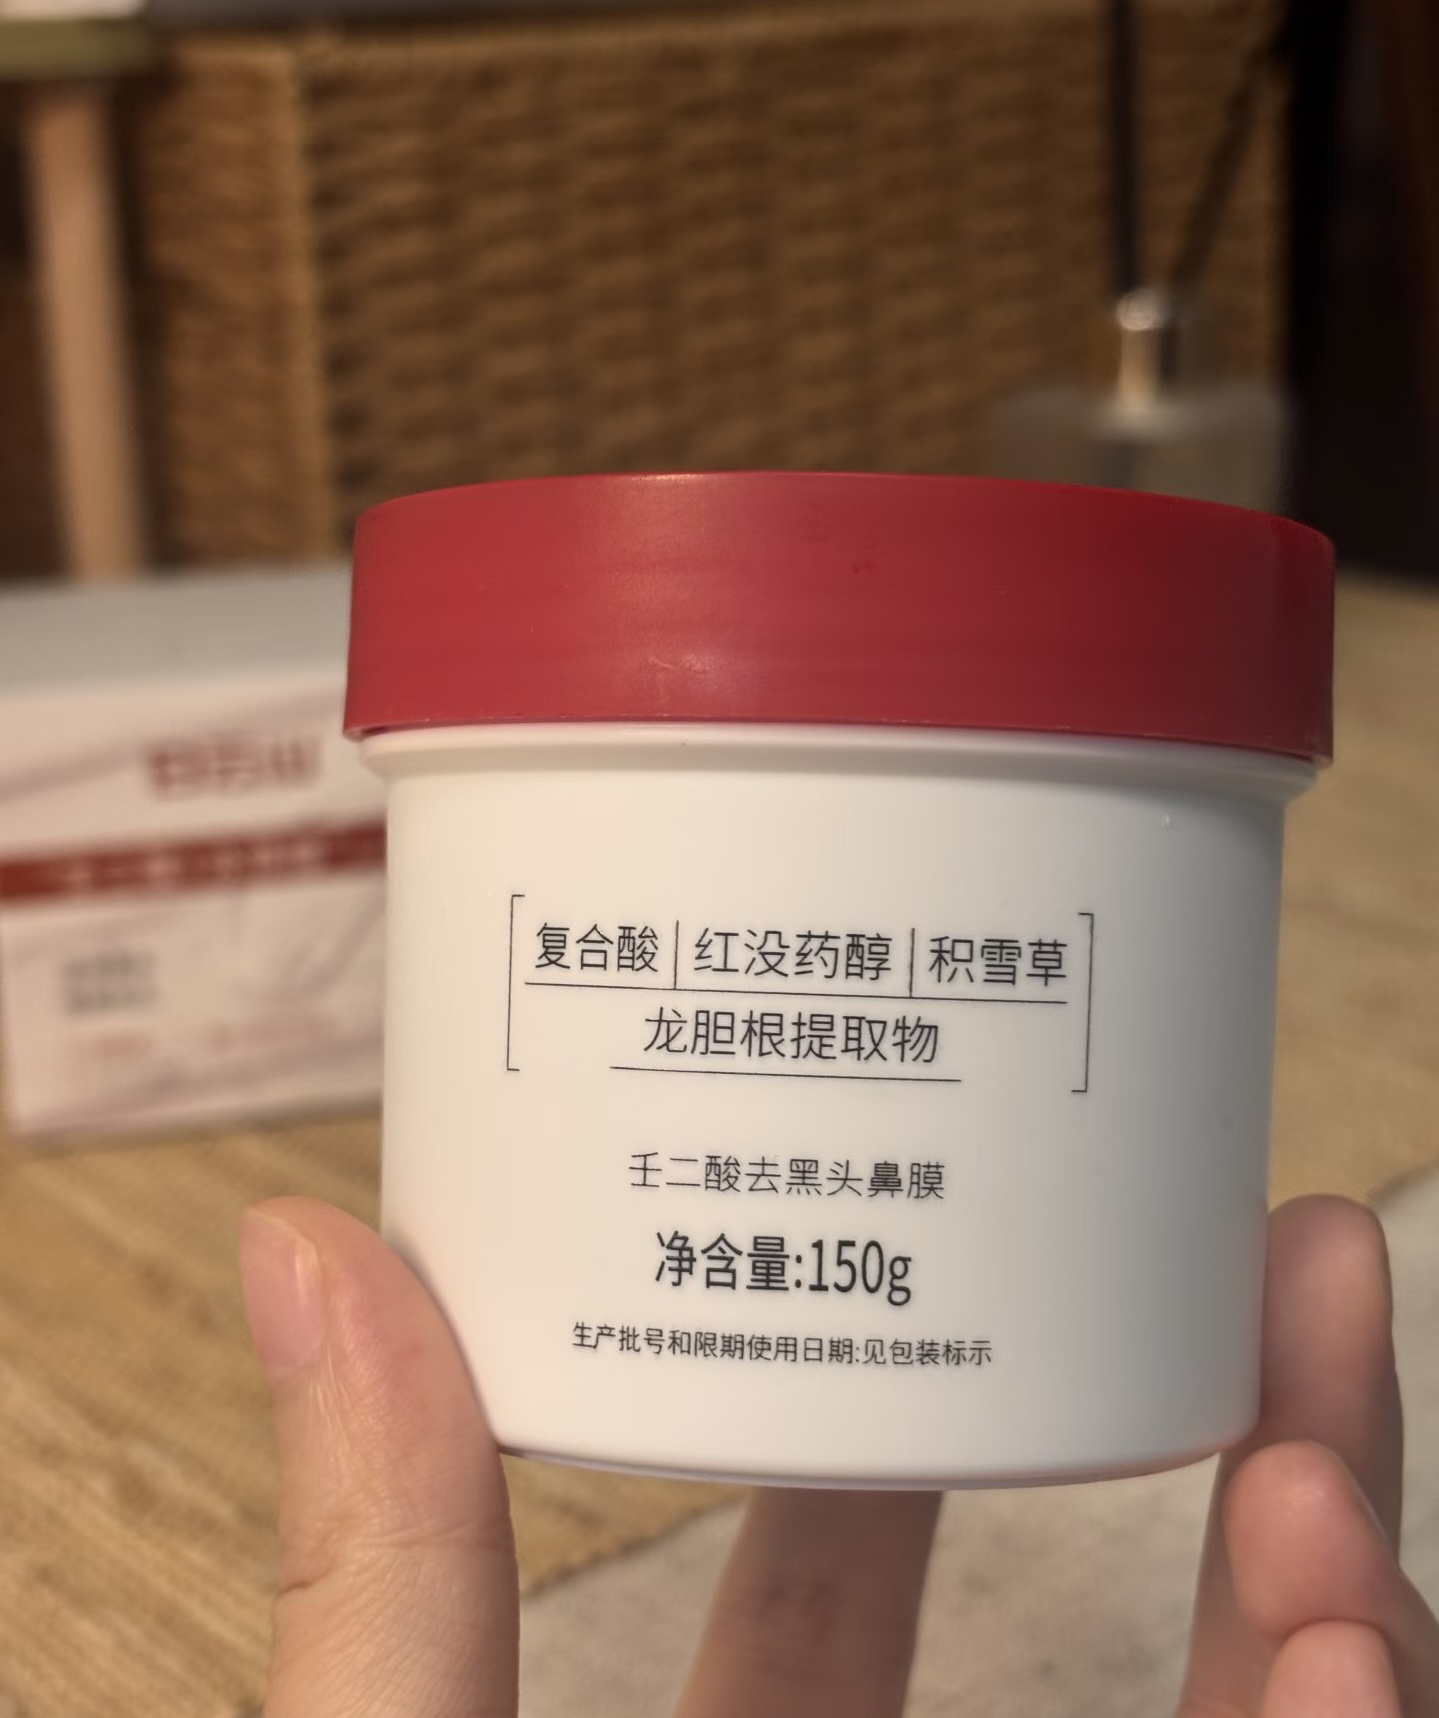 复合酸 红没药醇 积雪草
龙胆根提取物
壬二酸去黑头鼻膜
净含量:150g
生产批号和限期使用日期:见包装标示